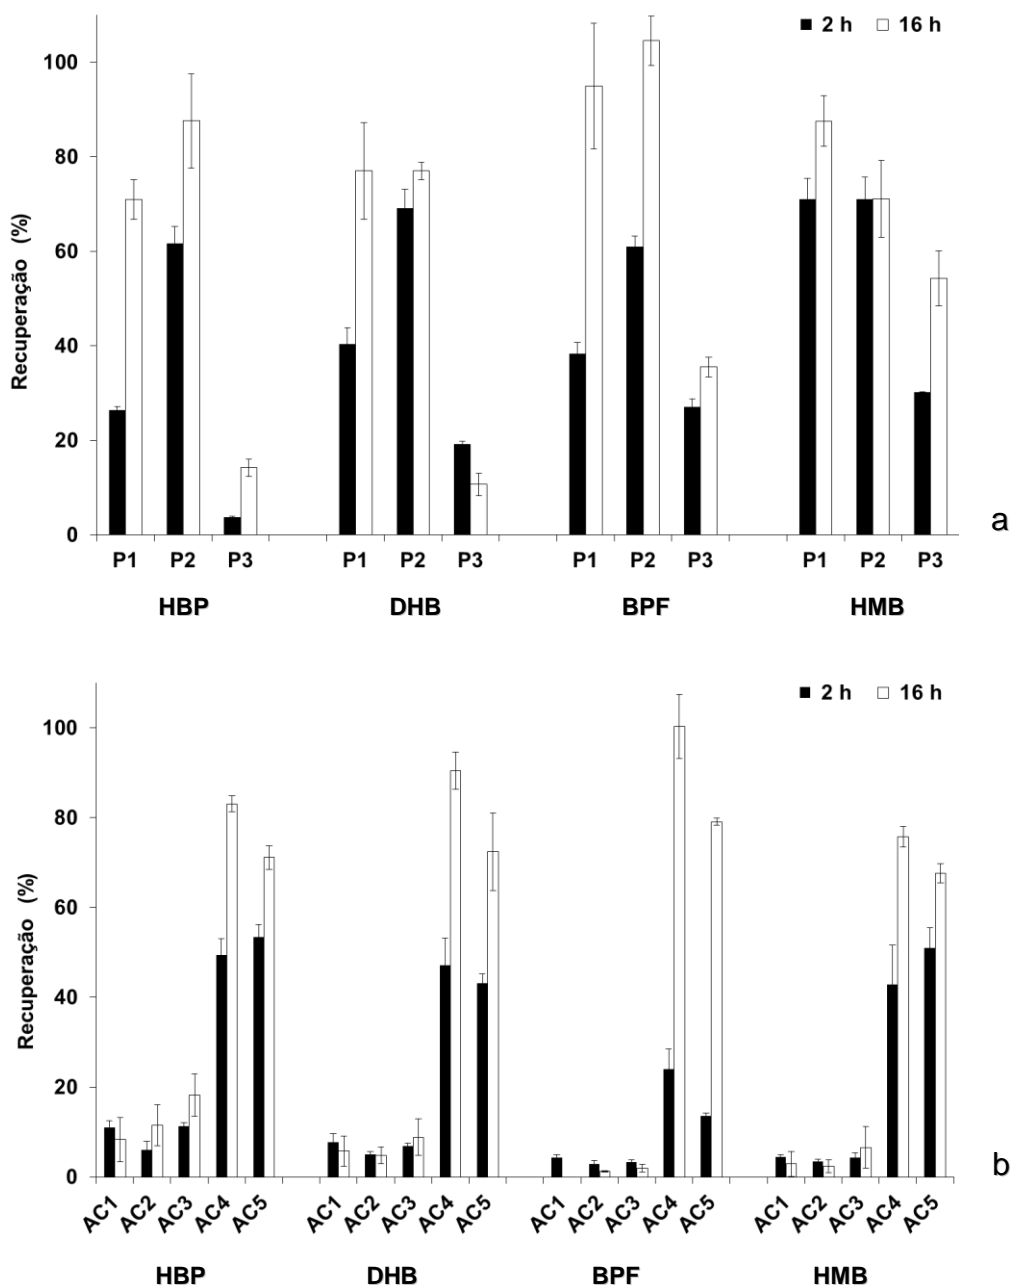 ■ 2 h □ 16 h
100
80
60
40
20
0
Recuperação (%)
P1 P2 P3 P1 P2 P3 P1 P2 P3 P1 P2 P3
HBP DHB BPF HMB
a
■ 2 h □ 16 h
100
80
60
40
20
0
Recuperação (%)
AC1 AC2 AC3 AC4 AC5 AC1 AC2 AC3 AC4 AC5 AC1 AC2 AC3 AC4 AC5 AC1 AC2 AC3 AC4 AC5
HBP DHB BPF HMB
b